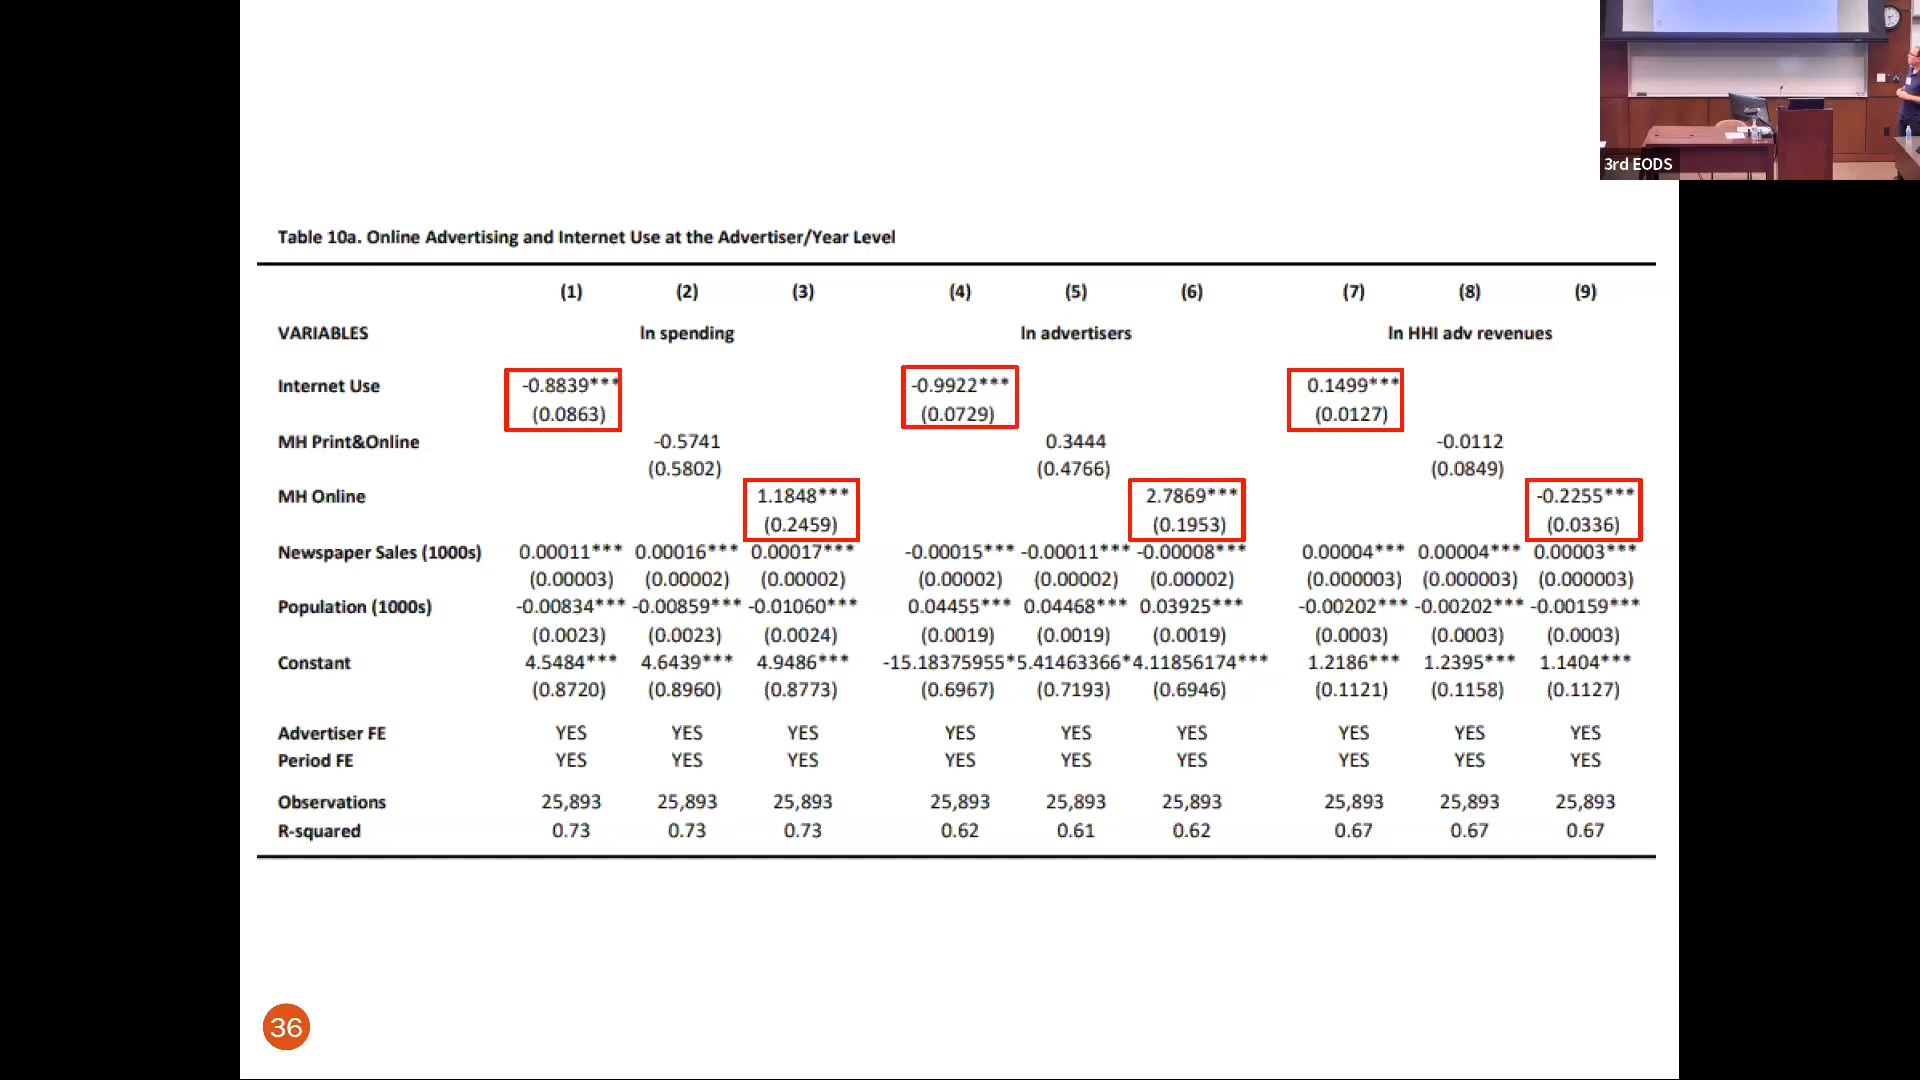 3rd EODS
Table 10a. Online Advertising and Internet Use at the Advertiser/Year Level
(1) (2) (3) (4) (5) (6) (7) (8) (9)
VARIABLES ln spending ln advertisers ln HHI adv revenues
Internet Use -0.8839*** -0.9922*** 0.1499***
(0.0863) (0.0729) (0.0127)
MH Print&Online -0.5741 0.3444 -0.0112
(0.5802) (0.4766) (0.0849)
MH Online 1.1848*** 2.7869*** -0.2255***
(0.2459) (0.1953) (0.0336)
Newspaper Sales (1000s) 0.00011*** 0.00016*** 0.00017*** -0.00015*** -0.00011*** -0.00008*** 0.00004*** 0.00004*** 0.00003***
(0.00003) (0.00002) (0.00002) (0.00002) (0.00002) (0.00002) (0.000003) (0.000003) (0.000003)
Population (1000s) -0.00834*** -0.00859*** -0.01060*** 0.04455*** 0.04468*** 0.03925*** -0.00202*** -0.00202*** -0.00159***
(0.0023) (0.0023) (0.0024) (0.0019) (0.0019) (0.0019) (0.0003) (0.0003) (0.0003)
Constant 4.5484*** 4.6439*** 4.9486*** -15.18375955*5.41463366*4.11856174*** 1.2186*** 1.2395*** 1.1404***
(0.8720) (0.8960) (0.8773) (0.6967) (0.7193) (0.6946) (0.1121) (0.1158) (0.1127)
Advertiser FE YES YES YES YES YES YES YES YES YES
Period FE YES YES YES YES YES YES YES YES YES
Observations 25,893 25,893 25,893 25,893 25,893 25,893 25,893 25,893 25,893
R-squared 0.73 0.73 0.73 0.62 0.61 0.62 0.67 0.67 0.67
36